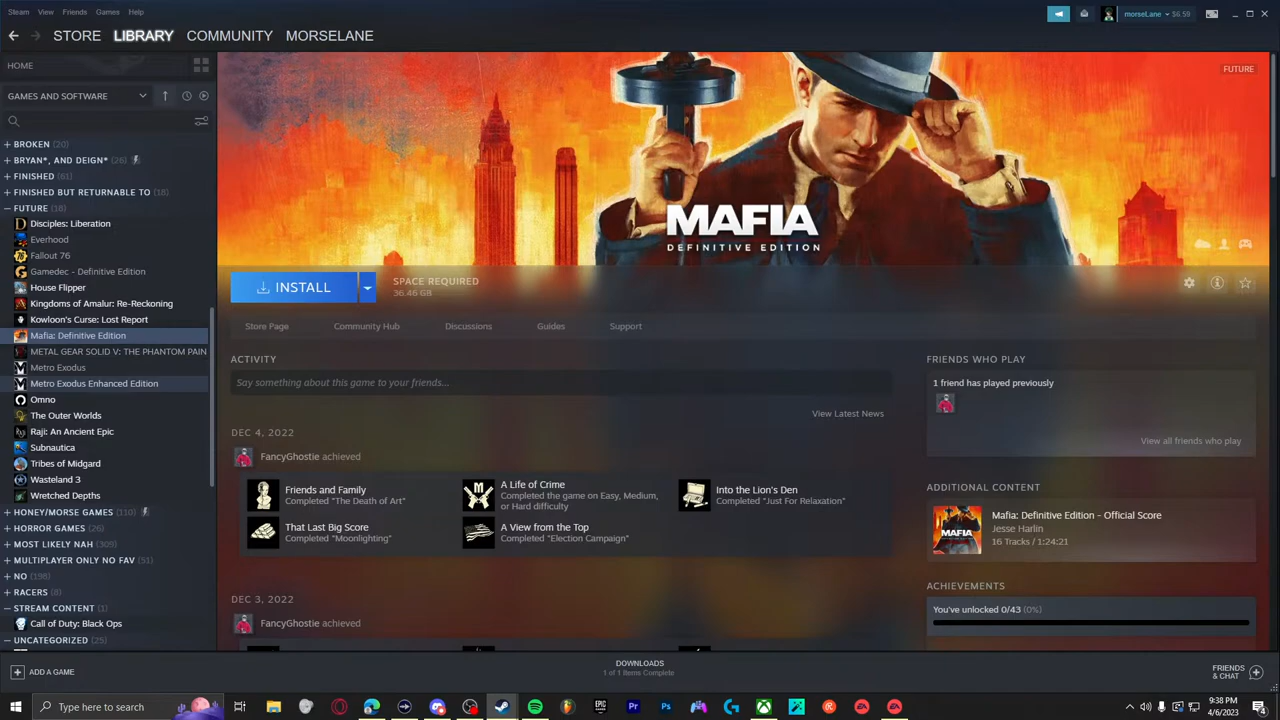 Steam View Friends Games Help
morseLane $6.59
STORE LIBRARY COMMUNITY MORSELANE
HOME
GAMES AND SOFTWARE
BROKEN (20)
BRYAN*, AND DEIGN* (26)
FINISHED (61)
FINISHED BUT RETURNABLE TO (18)
FUTURE (18)
Disciples: Liberation
Everhood
Fallout 76
Gamedec - Definitive Edition
House Flipper
Kingdoms of Amalur: Re-Reckoning
Kowloon's Curse: Lost Report
Mafia: Definitive Edition
METAL GEAR SOLID V: THE PHANTOM PAIN
Metro Exodus
Metro Exodus Enhanced Edition
Omno
The Outer Worlds
Raji: An Ancient Epic
Subnautica
Tribes of Midgard
Wasteland 3
Wretched Depths
HONEY/MORSE GAMES (110)
HORROR GAMES (26)
MOST LIKELY NAH (309)
MULTIPLAYER ONLY NO FAV (51)
NO (198)
RACERS (8)
STREAM CONTENT (1)
Call of Duty: Black Ops
UNCATEGORIZED (25)
ADD A GAME
FUTURE
MAFIA
DEFINITIVE EDITION
INSTALL
SPACE REQUIRED
36.46 GB
Store Page Community Hub Discussions Guides Support
ACTIVITY
Say something about this game to your friends...
View Latest News
DEC 4, 2022
FancyGhostie achieved
Friends and Family
Completed "The Death of Art"
A Life of Crime
Completed the game on Easy, Medium,
or Hard difficulty
Into the Lion's Den
Completed "Just For Relaxation"
That Last Big Score
Completed "Moonlighting"
A View from the Top
Completed "Election Campaign"
DEC 3, 2022
FancyGhostie achieved
FRIENDS WHO PLAY
1 friend has played previously
View all friends who play
ADDITIONAL CONTENT
MAFIA
Mafia: Definitive Edition - Official Score
Jesse Harlin
16 Tracks / 1:24:21
ACHIEVEMENTS
You've unlocked 0/43 (0%)
DOWNLOADS
1 of 1 Items Complete
FRIENDS
& CHAT
Type here to search
EPIC
GAMES
Pr
Ps
EA
EA
9:38 PM
4/6/2023